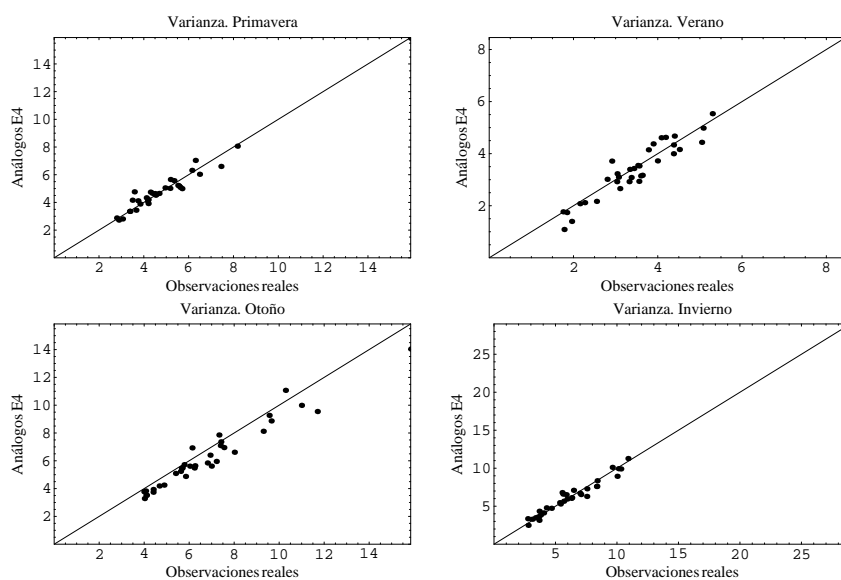 Varianza. Primavera
14
12
10
8
6
4
2
Análogos E4
2 4 6 8 10 12 14
Observaciones reales
Varianza. Verano
8
6
4
2
Análogos E4
2 4 6 8
Observaciones reales
Varianza. Otoño
14
12
10
8
6
4
2
Análogos E4
2 4 6 8 10 12 14
Observaciones reales
Varianza. Invierno
25
20
15
10
5
Análogos E4
5 10 15 20 25
Observaciones reales